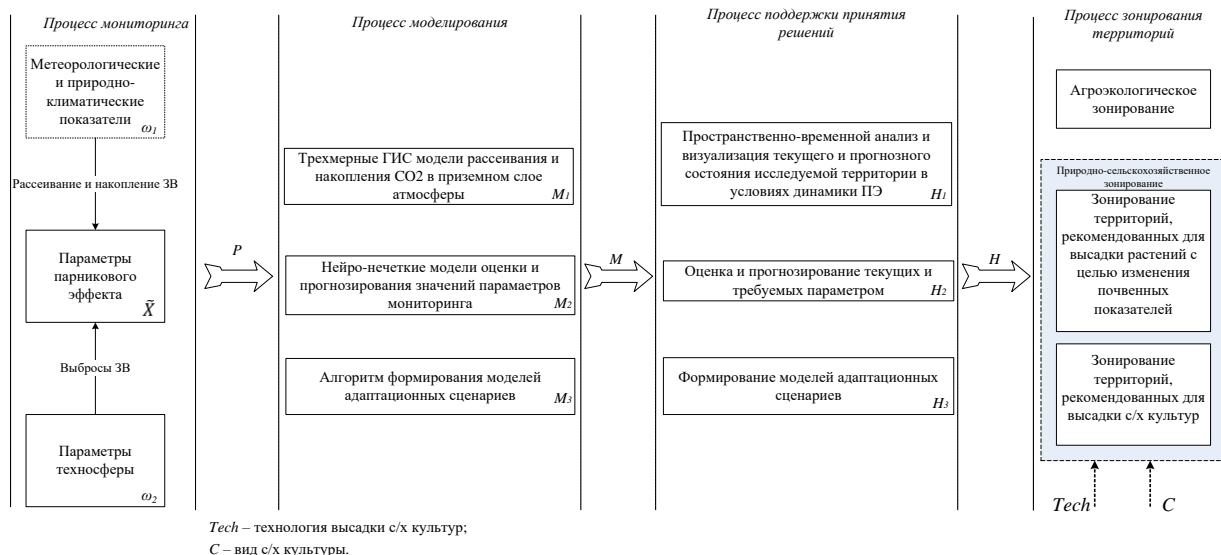 Процесс мониторинга
Метеорологические
и природно-
климатические
показатели
ω1
Рассеивание и накопление ЗВ
Параметры
парникового
эффекта
X̃
Выбросы ЗВ
Параметры
техносферы
ω2
P
Процесс моделирования
Трехмерные ГИС модели рассеивания и
накопления СО2 в приземном слое
атмосферы
M1
Нейро-нечеткие модели оценки и
прогнозирования значений парамаетров
мониторинга
M2
Алгоритм формирования моделей
адаптационных сценариев
M3
M
Процесс поддержки принятия
решений
Пространственно-временной анализ и
визуализация текущего и прогнозного
состояния исследуемой территории в
условиях динамики ПЭ
H1
Оценка и прогнозирование текущих и
требуемых параметром
H2
Формирование моделей адаптационных
сценариев
H3
H
Процесс зонирования
территорий
Агроэкологическое
зонирование
Природно-сельскохозяйственное
зонирование
Зонирование
территорий,
рекомендованных для
высадки растений с
целью изменения
почвенных
показателей
Зонирование
территорий,
рекомендованных для
высадки с/х культур
Tech
C
Tech – технология высадки с/х культур;
C – вид с/х культуры.